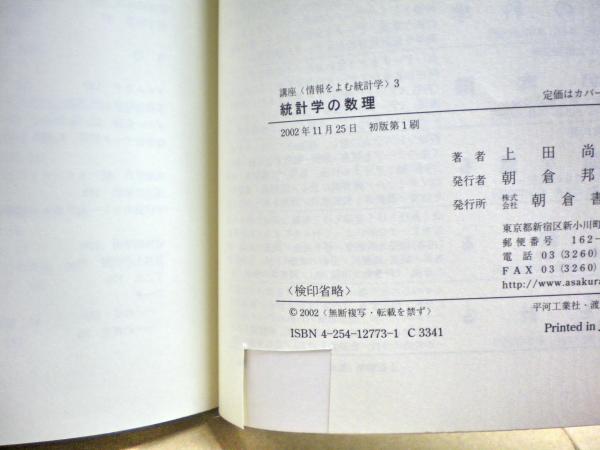 講座〈情報をよむ統計学〉3
統計学の数理
定価はカバー
2002年11月25日 初版第1刷
著者 上田尚
発行者 朝倉邦
発行所 株式会社 朝倉書
東京都新宿区新小川町
郵便番号 162-
電話 03(3260)
FAX 03(3260)
http://www.asakura
〈検印省略〉
©2002〈無断複写・転載を禁ず〉
平河工業社・渡
ISBN 4-254-12773-1 C 3341
Printed in